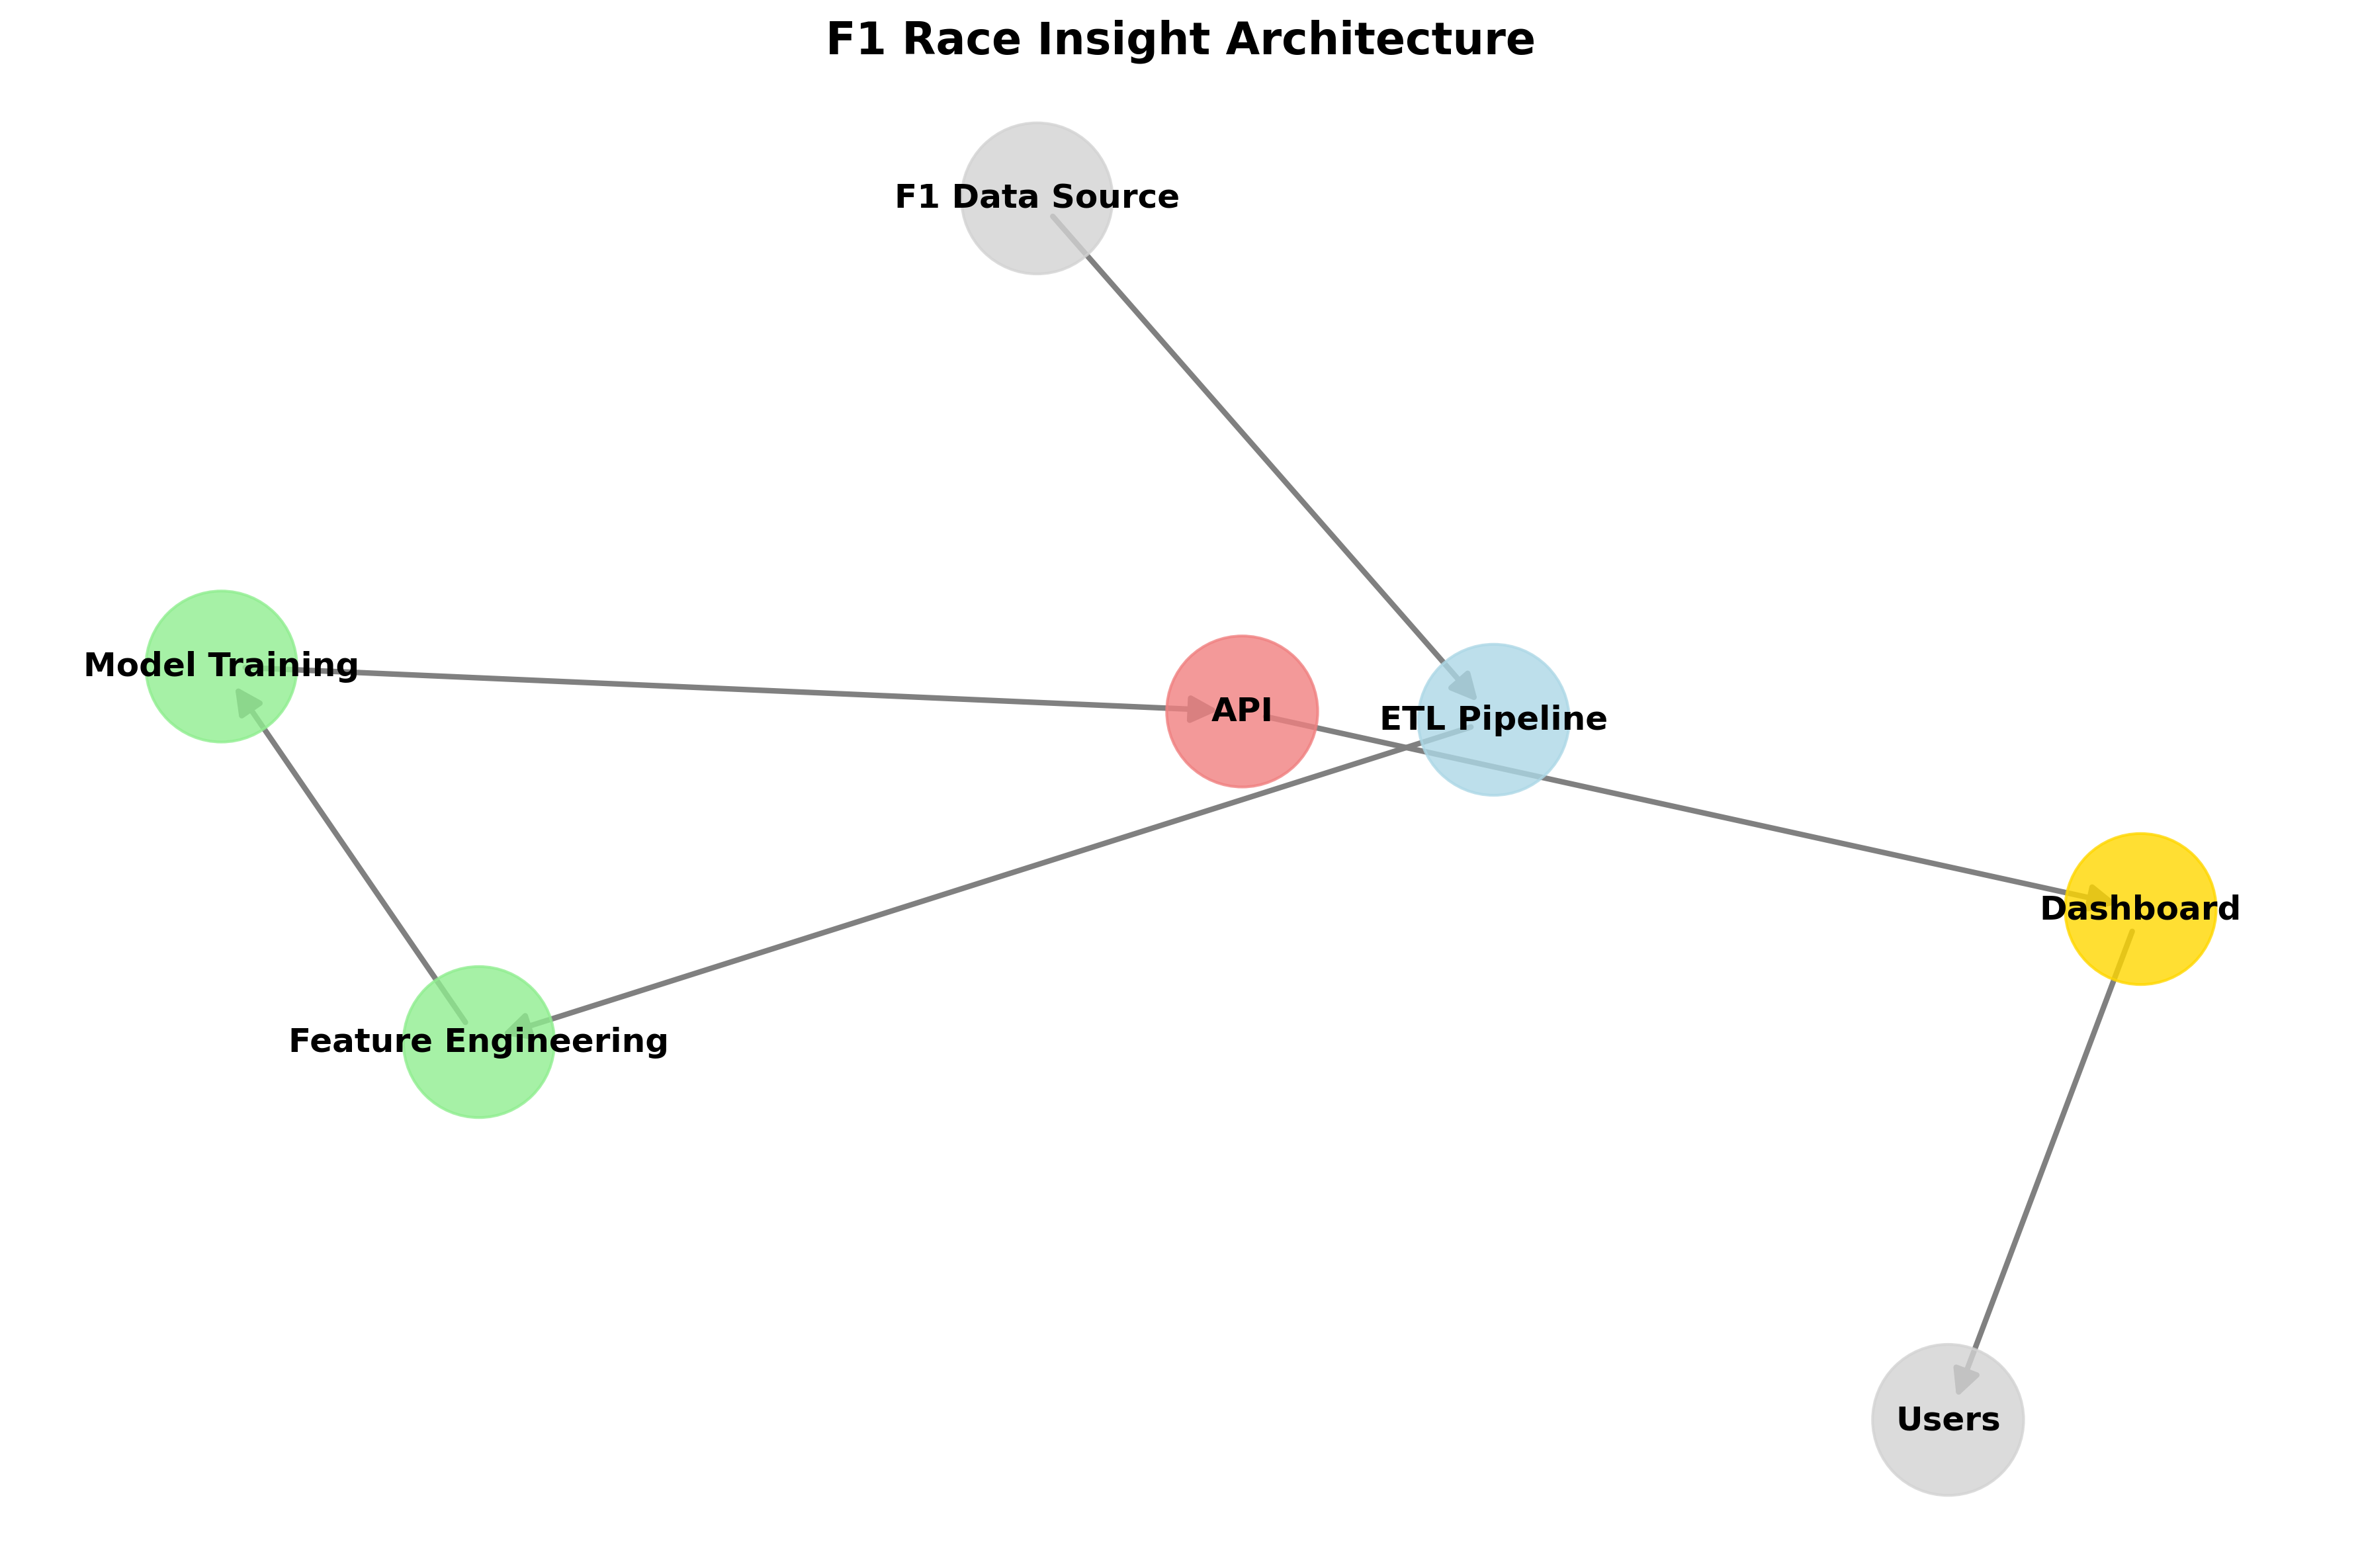 F1 Race Insight Architecture
F1 Data Source
Model Training
API
ETL Pipeline
Dashboard
Feature Engineering
Users